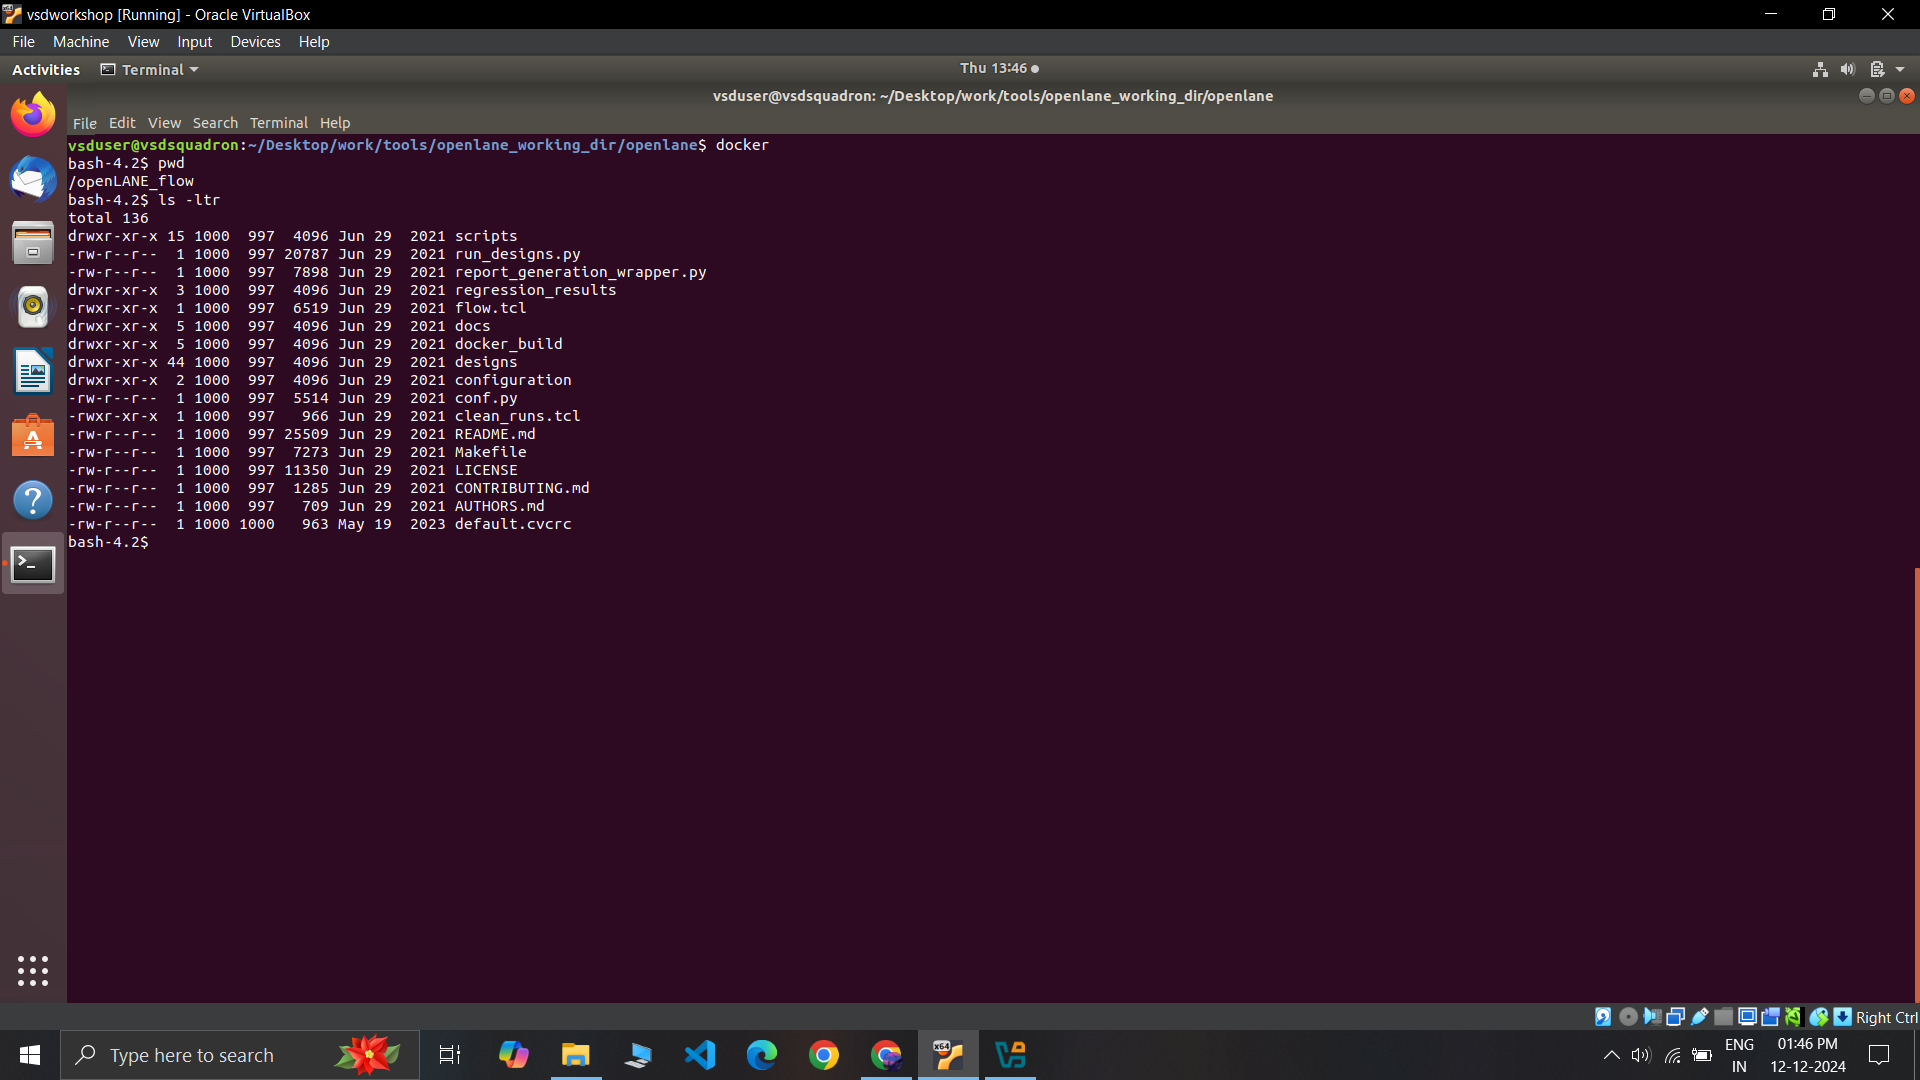 vsdworkshop [Running] - Oracle VirtualBox
File Machine View Input Devices Help
Activities Terminal Thu 13:46
vsduser@vsdsquadron: ~/Desktop/work/tools/openlane_working_dir/openlane
File Edit View Search Terminal Help
vsduser@vsdsquadron:~/Desktop/work/tools/openlane_working_dir/openlane$ docker
bash-4.2$ pwd
/openLANE_flow
bash-4.2$ ls -ltr
total 136
drwxr-xr-x 15 1000  997  4096 Jun 29  2021 scripts
-rw-r--r--  1 1000  997 20787 Jun 29  2021 run_designs.py
-rw-r--r--  1 1000  997  7898 Jun 29  2021 report_generation_wrapper.py
drwxr-xr-x  3 1000  997  4096 Jun 29  2021 regression_results
-rwxr-xr-x  1 1000  997  6519 Jun 29  2021 flow.tcl
drwxr-xr-x  5 1000  997  4096 Jun 29  2021 docs
drwxr-xr-x  5 1000  997  4096 Jun 29  2021 docker_build
drwxr-xr-x 44 1000  997  4096 Jun 29  2021 designs
drwxr-xr-x  2 1000  997  4096 Jun 29  2021 configuration
-rw-r--r--  1 1000  997  5514 Jun 29  2021 conf.py
-rwxr-xr-x  1 1000  997   966 Jun 29  2021 clean_runs.tcl
-rw-r--r--  1 1000  997 25509 Jun 29  2021 README.md
-rw-r--r--  1 1000  997  7273 Jun 29  2021 Makefile
-rw-r--r--  1 1000  997 11350 Jun 29  2021 LICENSE
-rw-r--r--  1 1000  997  1285 Jun 29  2021 CONTRIBUTING.md
-rw-r--r--  1 1000  997   709 Jun 29  2021 AUTHORS.md
-rw-r--r--  1 1000 1000   963 May 19  2023 default.cvcrc
bash-4.2$
Right Ctrl
Type here to search
x64
ENG
IN
01:46 PM
12-12-2024